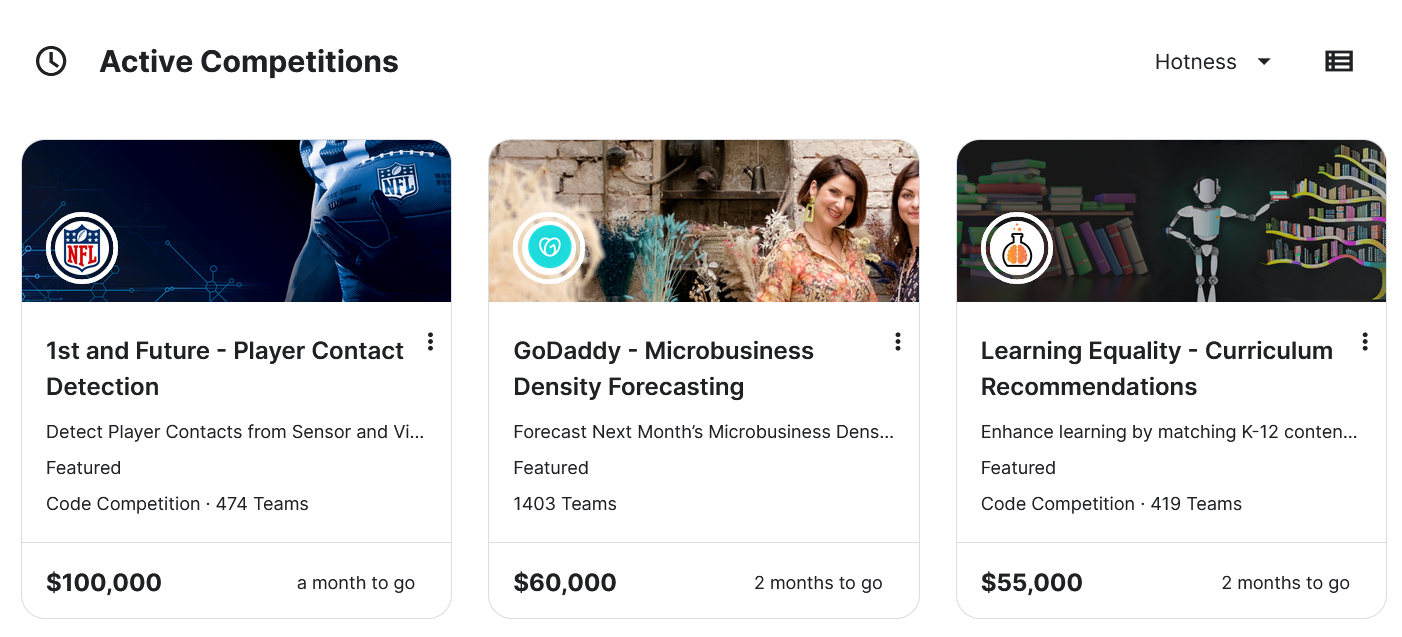 Active Competitions
Hotness
NFL
NFL
1st and Future - Player Contact
Detection
Detect Player Contacts from Sensor and Vi...
Featured
Code Competition · 474 Teams
$100,000
a month to go
GoDaddy - Microbusiness
Density Forecasting
Forecast Next Month’s Microbusiness Dens...
Featured
1403 Teams
$60,000
2 months to go
Learning Equality - Curriculum
Recommendations
Enhance learning by matching K-12 conten...
Featured
Code Competition · 419 Teams
$55,000
2 months to go